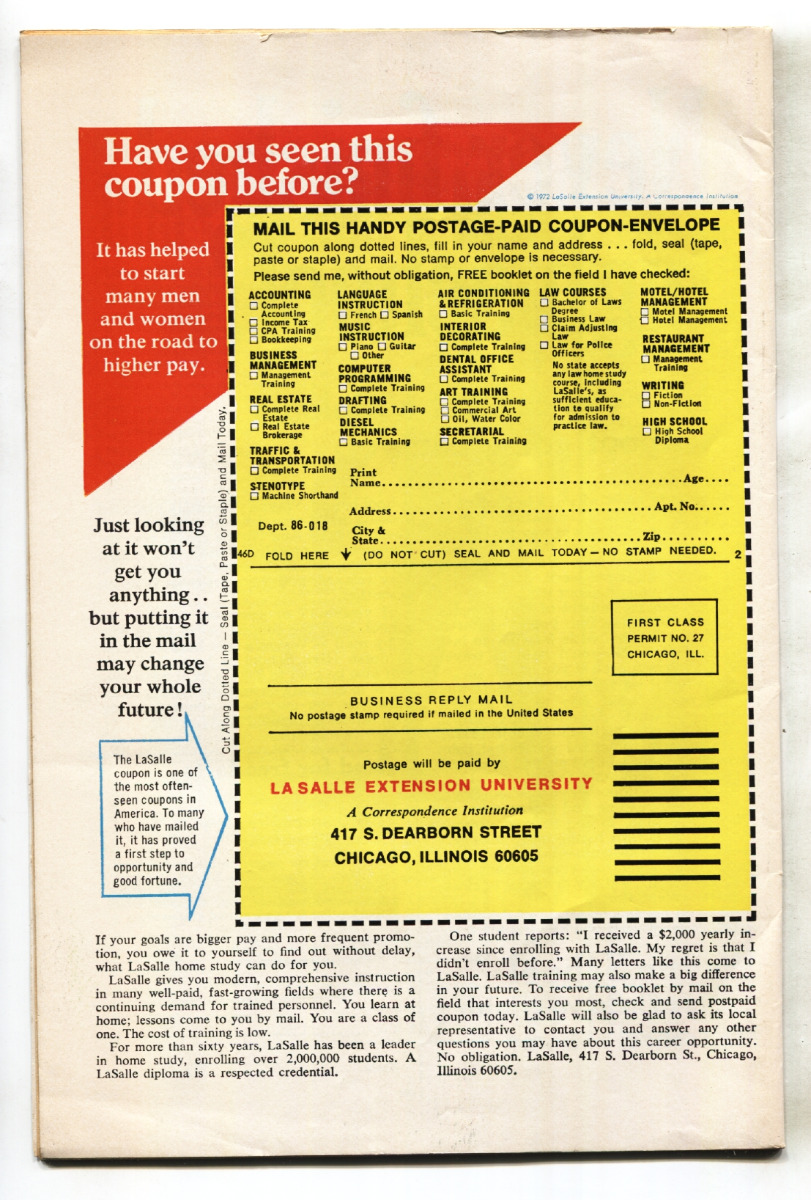 Have you seen this
coupon before?
© 1972 LaSalle Extension University, A Correspondence Institution
It has helped
to start
many men
and women
on the road to
higher pay.
Just looking
at it won't
get you
anything . .
but putting it
in the mail
may change
your whole
future!
The LaSalle
coupon is one of
the most often-
seen coupons in
America. To many
who have mailed
it, it has proved
a first step to
opportunity and
good fortune.
Cut Along Dotted Line — Seal (Tape, Paste or Staple) and Mail Today.
MAIL THIS HANDY POSTAGE-PAID COUPON-ENVELOPE
Cut coupon along dotted lines, fill in your name and address . . . fold, seal (tape,
paste or staple) and mail. No stamp or envelope is necessary.
Please send me, without obligation, FREE booklet on the field I have checked:
ACCOUNTING
☐ Complete
Accounting
☐ Income Tax
☐ CPA Training
☐ Bookkeeping
BUSINESS
MANAGEMENT
☐ Management
Training
REAL ESTATE
☐ Complete Real
Estate
☐ Real Estate
Brokerage
TRAFFIC &
TRANSPORTATION
☐ Complete Training
STENOTYPE
☐ Machine Shorthand
LANGUAGE
INSTRUCTION
☐ French ☐ Spanish
MUSIC
INSTRUCTION
☐ Piano ☐ Guitar
☐ Other
COMPUTER
PROGRAMMING
☐ Complete Training
DRAFTING
☐ Complete Training
DIESEL
MECHANICS
☐ Basic Training
AIR CONDITIONING
& REFRIGERATION
☐ Basic Training
INTERIOR
DECORATING
☐ Complete Training
DENTAL OFFICE
ASSISTANT
☐ Complete Training
ART TRAINING
☐ Complete Training
☐ Commercial Art
☐ Oil, Water Color
SECRETARIAL
☐ Complete Training
LAW COURSES
☐ Bachelor of Laws
Degree
☐ Business Law
☐ Claim Adjusting
Law
☐ Law for Police
Officers
No state accepts
any law home study
course, including
LaSalle's, as
sufficient educa-
tion to qualify
for admission to
practice law.
MOTEL/HOTEL
MANAGEMENT
☐ Motel Management
☐ Hotel Management
RESTAURANT
MANAGEMENT
☐ Management
Training
WRITING
☐ Fiction
☐ Non-Fiction
HIGH SCHOOL
☐ High School
Diploma
Print
Name.....Age....
Address.....Apt. No......
Dept. 86-018
City &
State.....Zip..........
46D FOLD HERE ↓ (DO NOT CUT) SEAL AND MAIL TODAY — NO STAMP NEEDED. 2
FIRST CLASS
PERMIT NO. 27
CHICAGO, ILL.
BUSINESS REPLY MAIL
No postage stamp required if mailed in the United States
Postage will be paid by
LA SALLE EXTENSION UNIVERSITY
A Correspondence Institution
417 S. DEARBORN STREET
CHICAGO, ILLINOIS 60605
If your goals are bigger pay and more frequent promo-
tion, you owe it to yourself to find out without delay,
what LaSalle home study can do for you.
LaSalle gives you modern, comprehensive instruction
in many well-paid, fast-growing fields where there is a
continuing demand for trained personnel. You learn at
home; lessons come to you by mail. You are a class of
one. The cost of training is low.
For more than sixty years, LaSalle has been a leader
in home study, enrolling over 2,000,000 students. A
LaSalle diploma is a respected credential.
One student reports: "I received a $2,000 yearly in-
crease since enrolling with LaSalle. My regret is that I
didn't enroll before." Many letters like this come to
LaSalle. LaSalle training may also make a big difference
in your future. To receive free booklet by mail on the
field that interests you most, check and send postpaid
coupon today. LaSalle will also be glad to ask its local
representative to contact you and answer any other
questions you may have about this career opportunity.
No obligation. LaSalle, 417 S. Dearborn St., Chicago,
Illinois 60605.